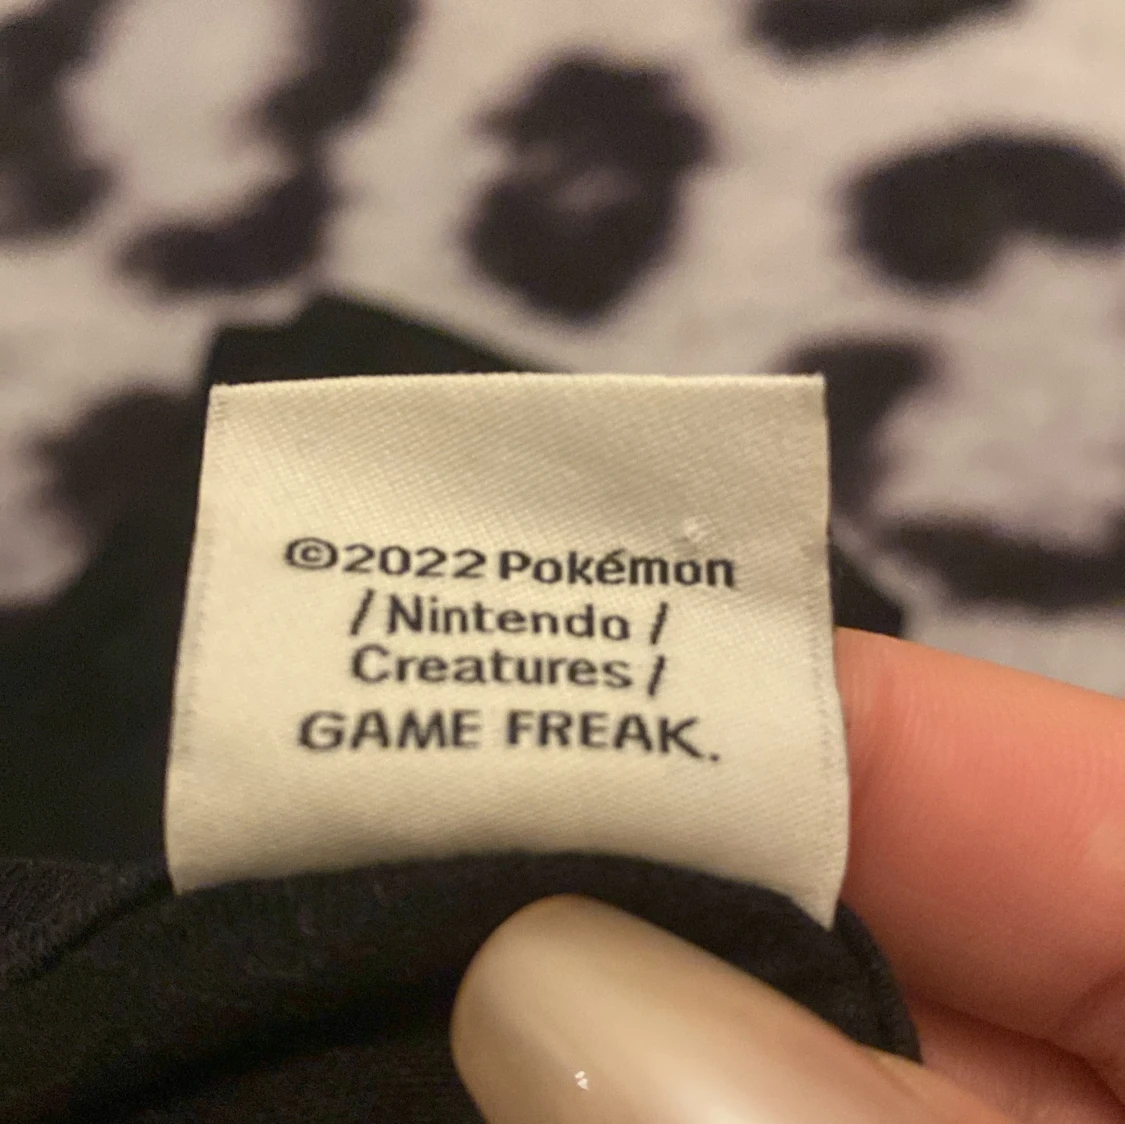 ©2022 Pokémon
/ Nintendo /
Creatures /
GAME FREAK.